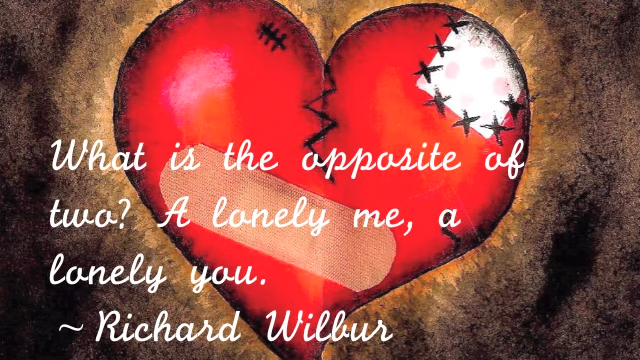 What is the opposite of
two? A lonely me, a
lonely you.
~ Richard Wilbur